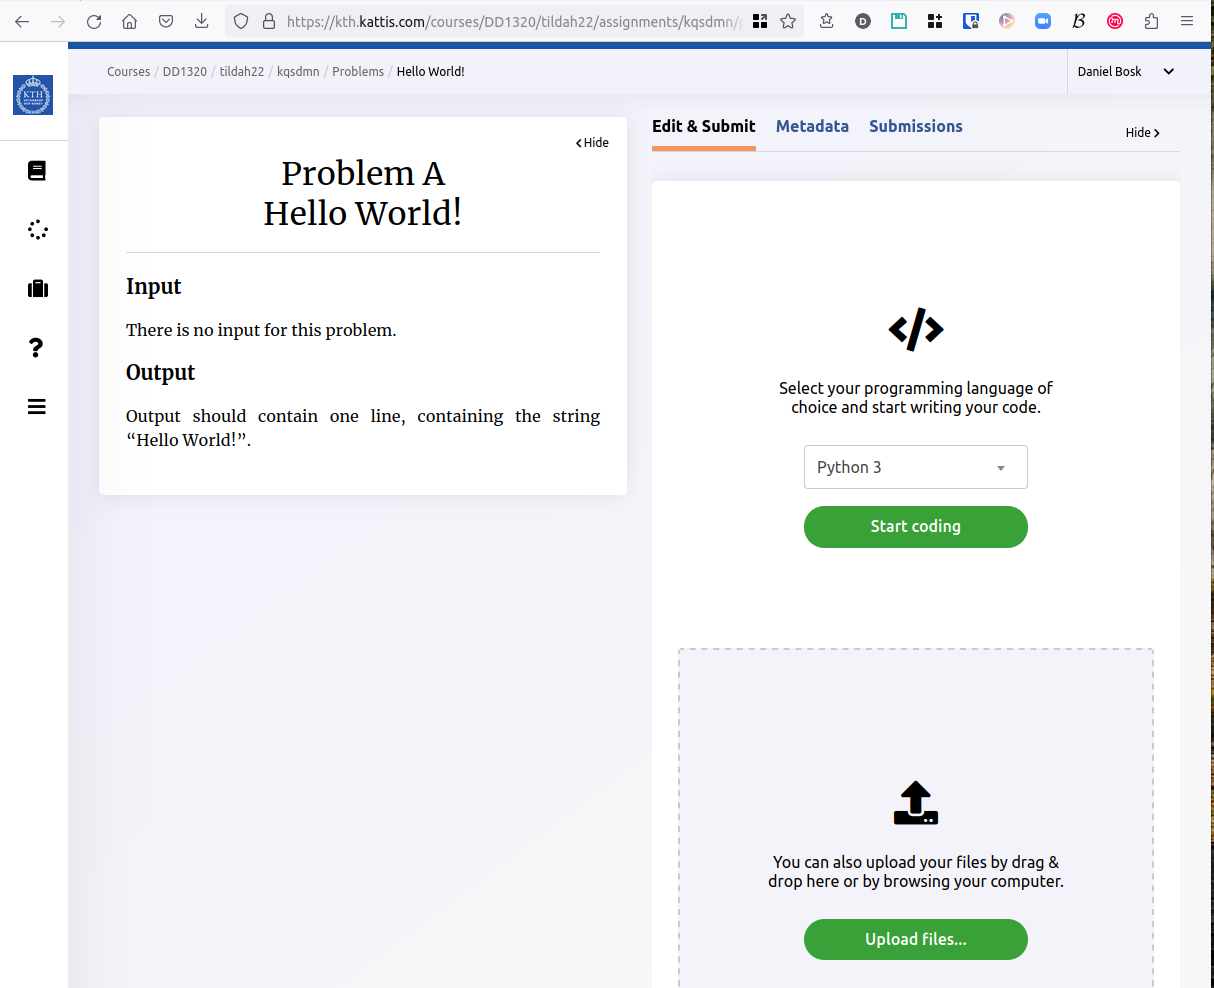 https://kth.kattis.com/courses/DD1320/tildah22/assignments/kqsdmn/
Courses / DD1320 / tildah22 / kqsdmn / Problems / Hello World!
Daniel Bosk
KTH
Hide
Problem A
Hello World!
Input
There is no input for this problem.
Output
Output should contain one line, containing the string
“Hello World!”.
Edit & Submit
Metadata
Submissions
Hide
Select your programming language of
choice and start writing your code.
Python 3
Start coding
You can also upload your files by drag &
drop here or by browsing your computer.
Upload files...